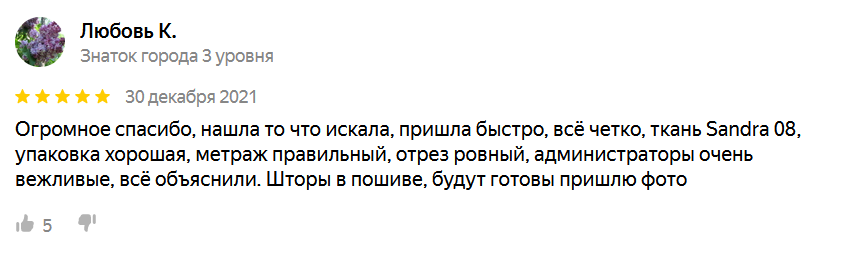 Любовь К.
Знаток города 3 уровня
30 декабря 2021
Огромное спасибо, нашла то что искала, пришла быстро, всё четко, ткань Sandra 08,
упаковка хорошая, метраж правильный, отрез ровный, администраторы очень
вежливые, всё объяснили. Шторы в пошиве, будут готовы пришлю фото
5